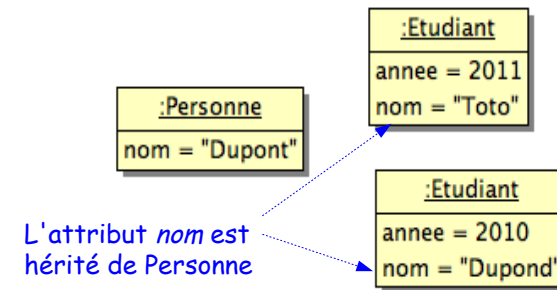 :Etudiant
annee = 2011
nom = "Toto"
:Personne
nom = "Dupont"
:Etudiant
annee = 2010
nom = "Dupond"
L'attribut nom est
hérité de Personne